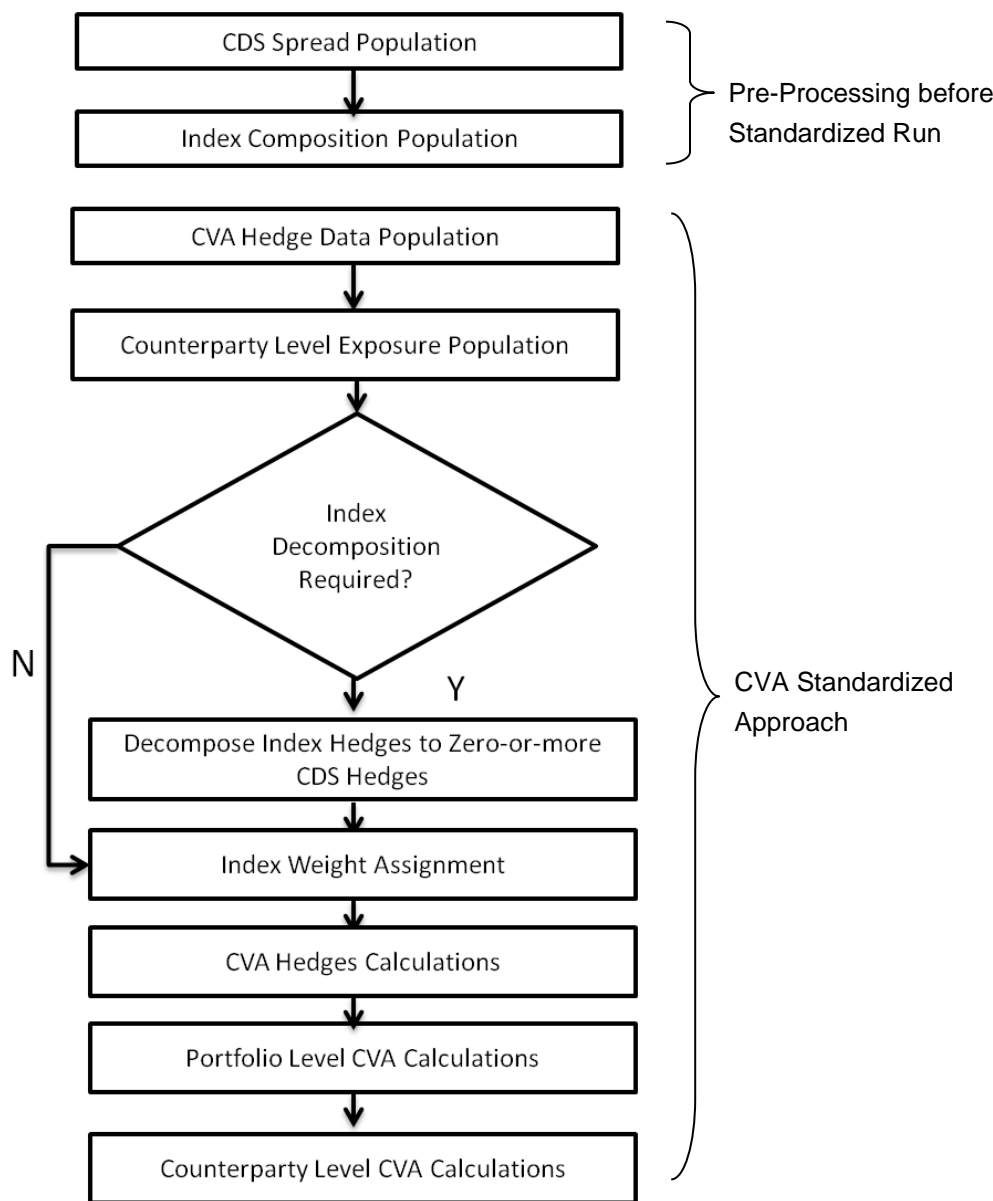 CDS Spread Population
Index Composition Population
Pre-Processing before
Standardized Run
CVA Hedge Data Population
Counterparty Level Exposure Population
Index
Decomposition
Required?
N
Y
CVA Standardized
Approach
Decompose Index Hedges to Zero-or-more
CDS Hedges
Index Weight Assignment
CVA Hedges Calculations
Portfolio Level CVA Calculations
Counterparty Level CVA Calculations